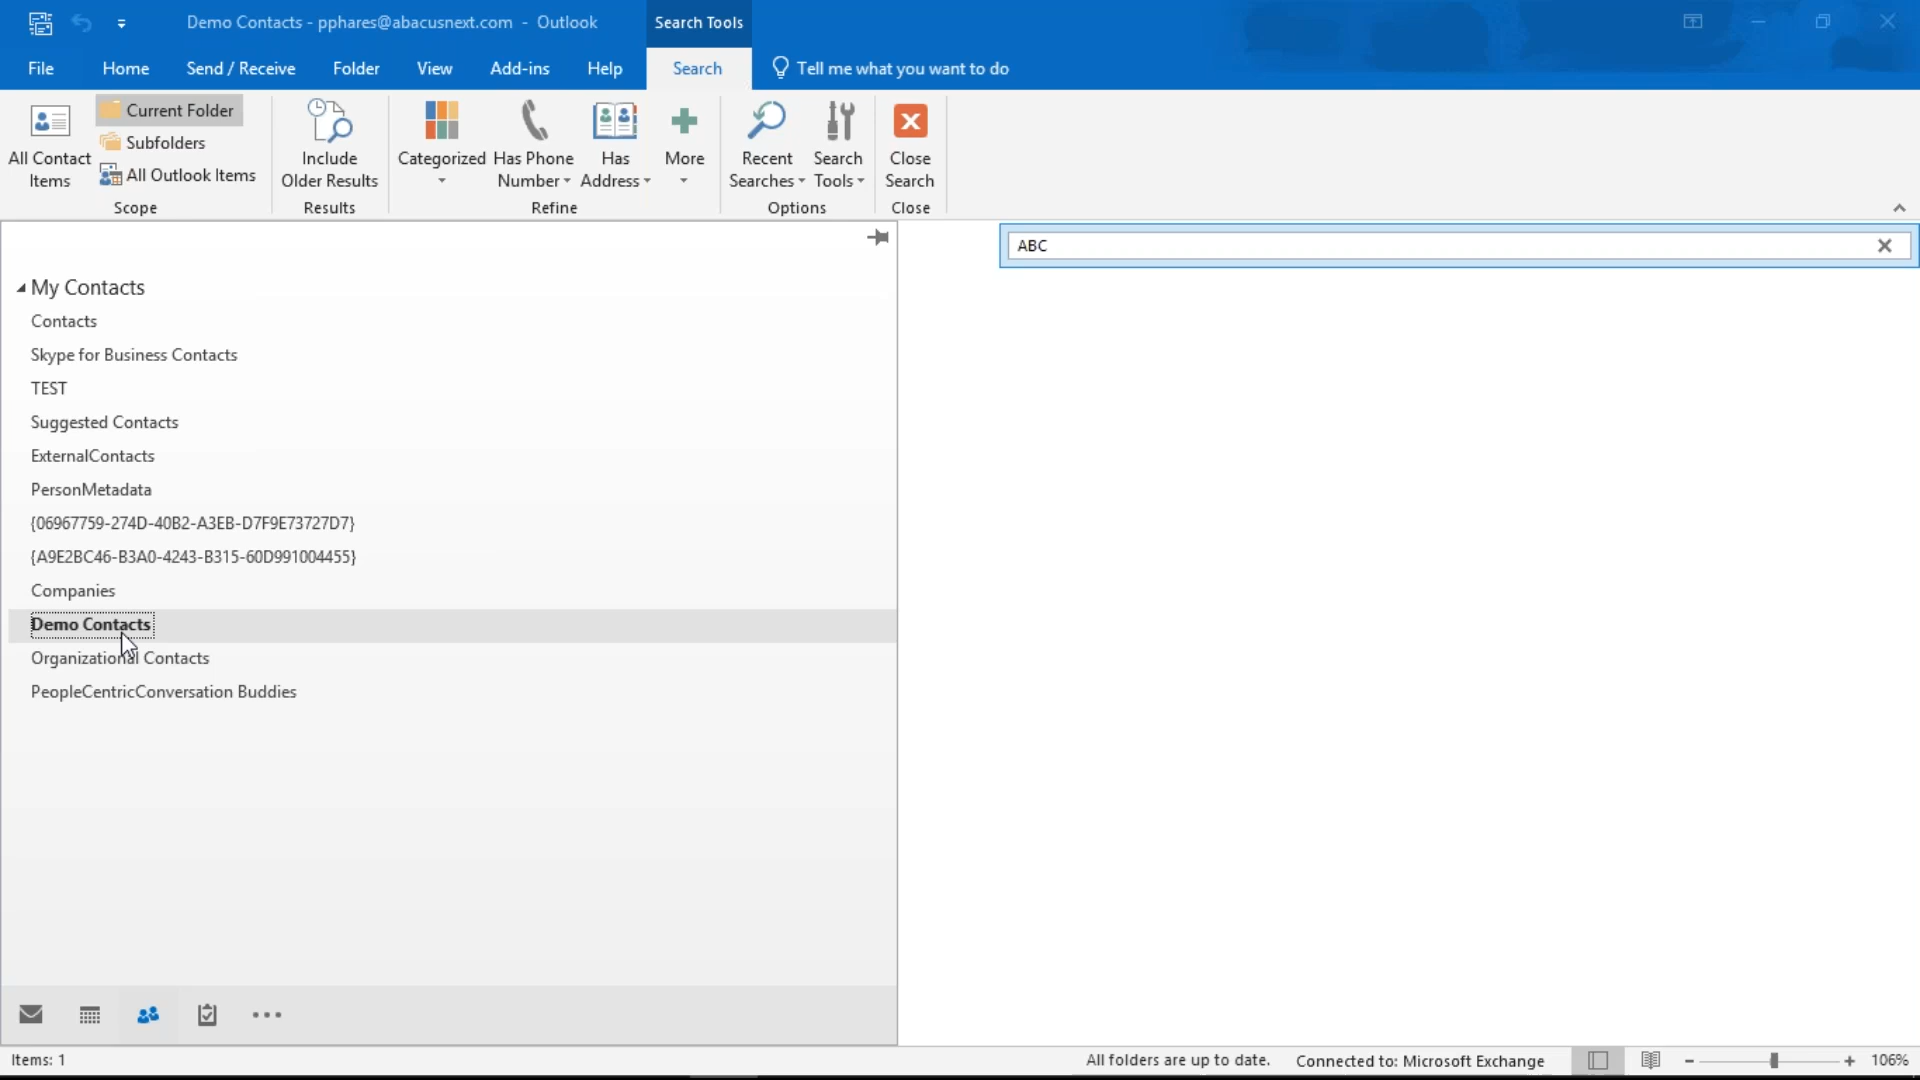 Demo Contacts - pphares@abacusnext.com - Outlook
Search Tools
File
Home
Send / Receive
Folder
View
Add-ins
Help
Search
Tell me what you want to do
All Contact
Items
Current Folder
Subfolders
All Outlook Items
Scope
Include
Older Results
Results
Categorized
Has Phone
Number
Has
Address
More
Refine
Recent
Searches
Search
Tools
Options
Close
Search
Close
ABC
My Contacts
Contacts
Skype for Business Contacts
TEST
Suggested Contacts
ExternalContacts
PersonMetadata
{06967759-274D-40B2-A3EB-D7F9E73727D7}
{A9E2BC46-B3A0-4243-B315-60D991004455}
Companies
Demo Contacts
Organizational Contacts
PeopleCentricConversation Buddies
Items: 1
All folders are up to date.
Connected to: Microsoft Exchange
106%